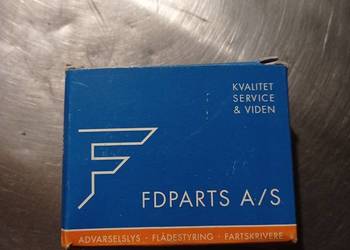 KVALITET
SERVICE
& VIDEN
FDPARTS A/S
ADVARSELSLYS · FLÅDESTYRING · FARTSKRIVERE